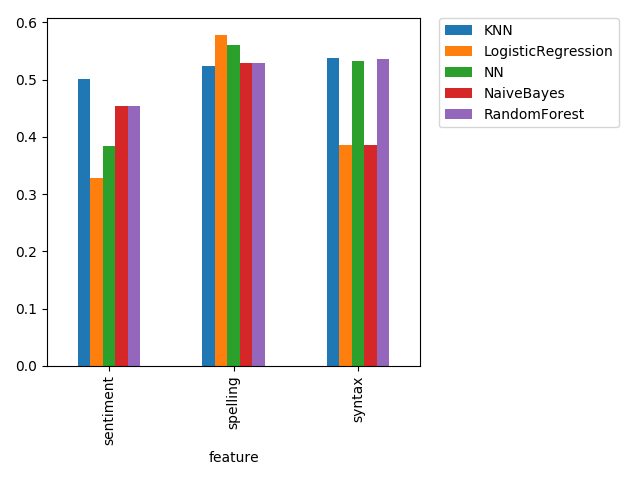 0.6
0.5
0.4
0.3
0.2
0.1
0.0
sentiment
spelling
syntax
feature
KNN
LogisticRegression
NN
NaiveBayes
RandomForest